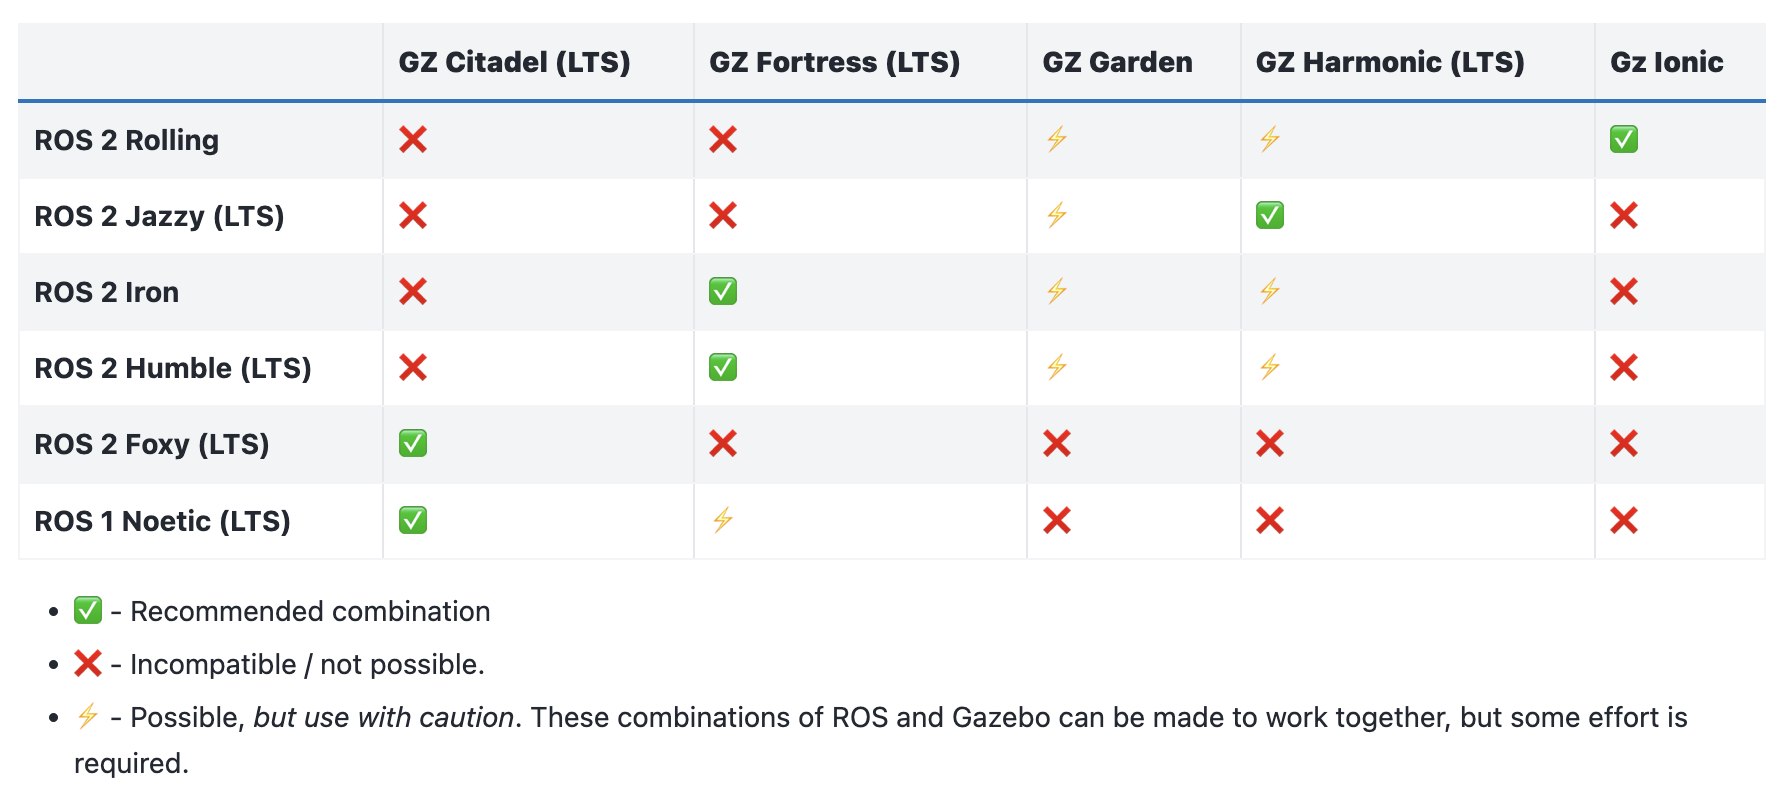 GZ Citadel (LTS) GZ Fortress (LTS) GZ Garden GZ Harmonic (LTS) Gz Ionic
ROS 2 Rolling ❌ ❌ ⚡ ⚡ ✅
ROS 2 Jazzy (LTS) ❌ ❌ ⚡ ✅ ❌
ROS 2 Iron ❌ ✅ ⚡ ⚡ ❌
ROS 2 Humble (LTS) ❌ ✅ ⚡ ⚡ ❌
ROS 2 Foxy (LTS) ✅ ❌ ❌ ❌ ❌
ROS 1 Noetic (LTS) ✅ ⚡ ❌ ❌ ❌
• ✅ - Recommended combination
• ❌ - Incompatible / not possible.
• ⚡ - Possible, but use with caution. These combinations of ROS and Gazebo can be made to work together, but some effort is
required.